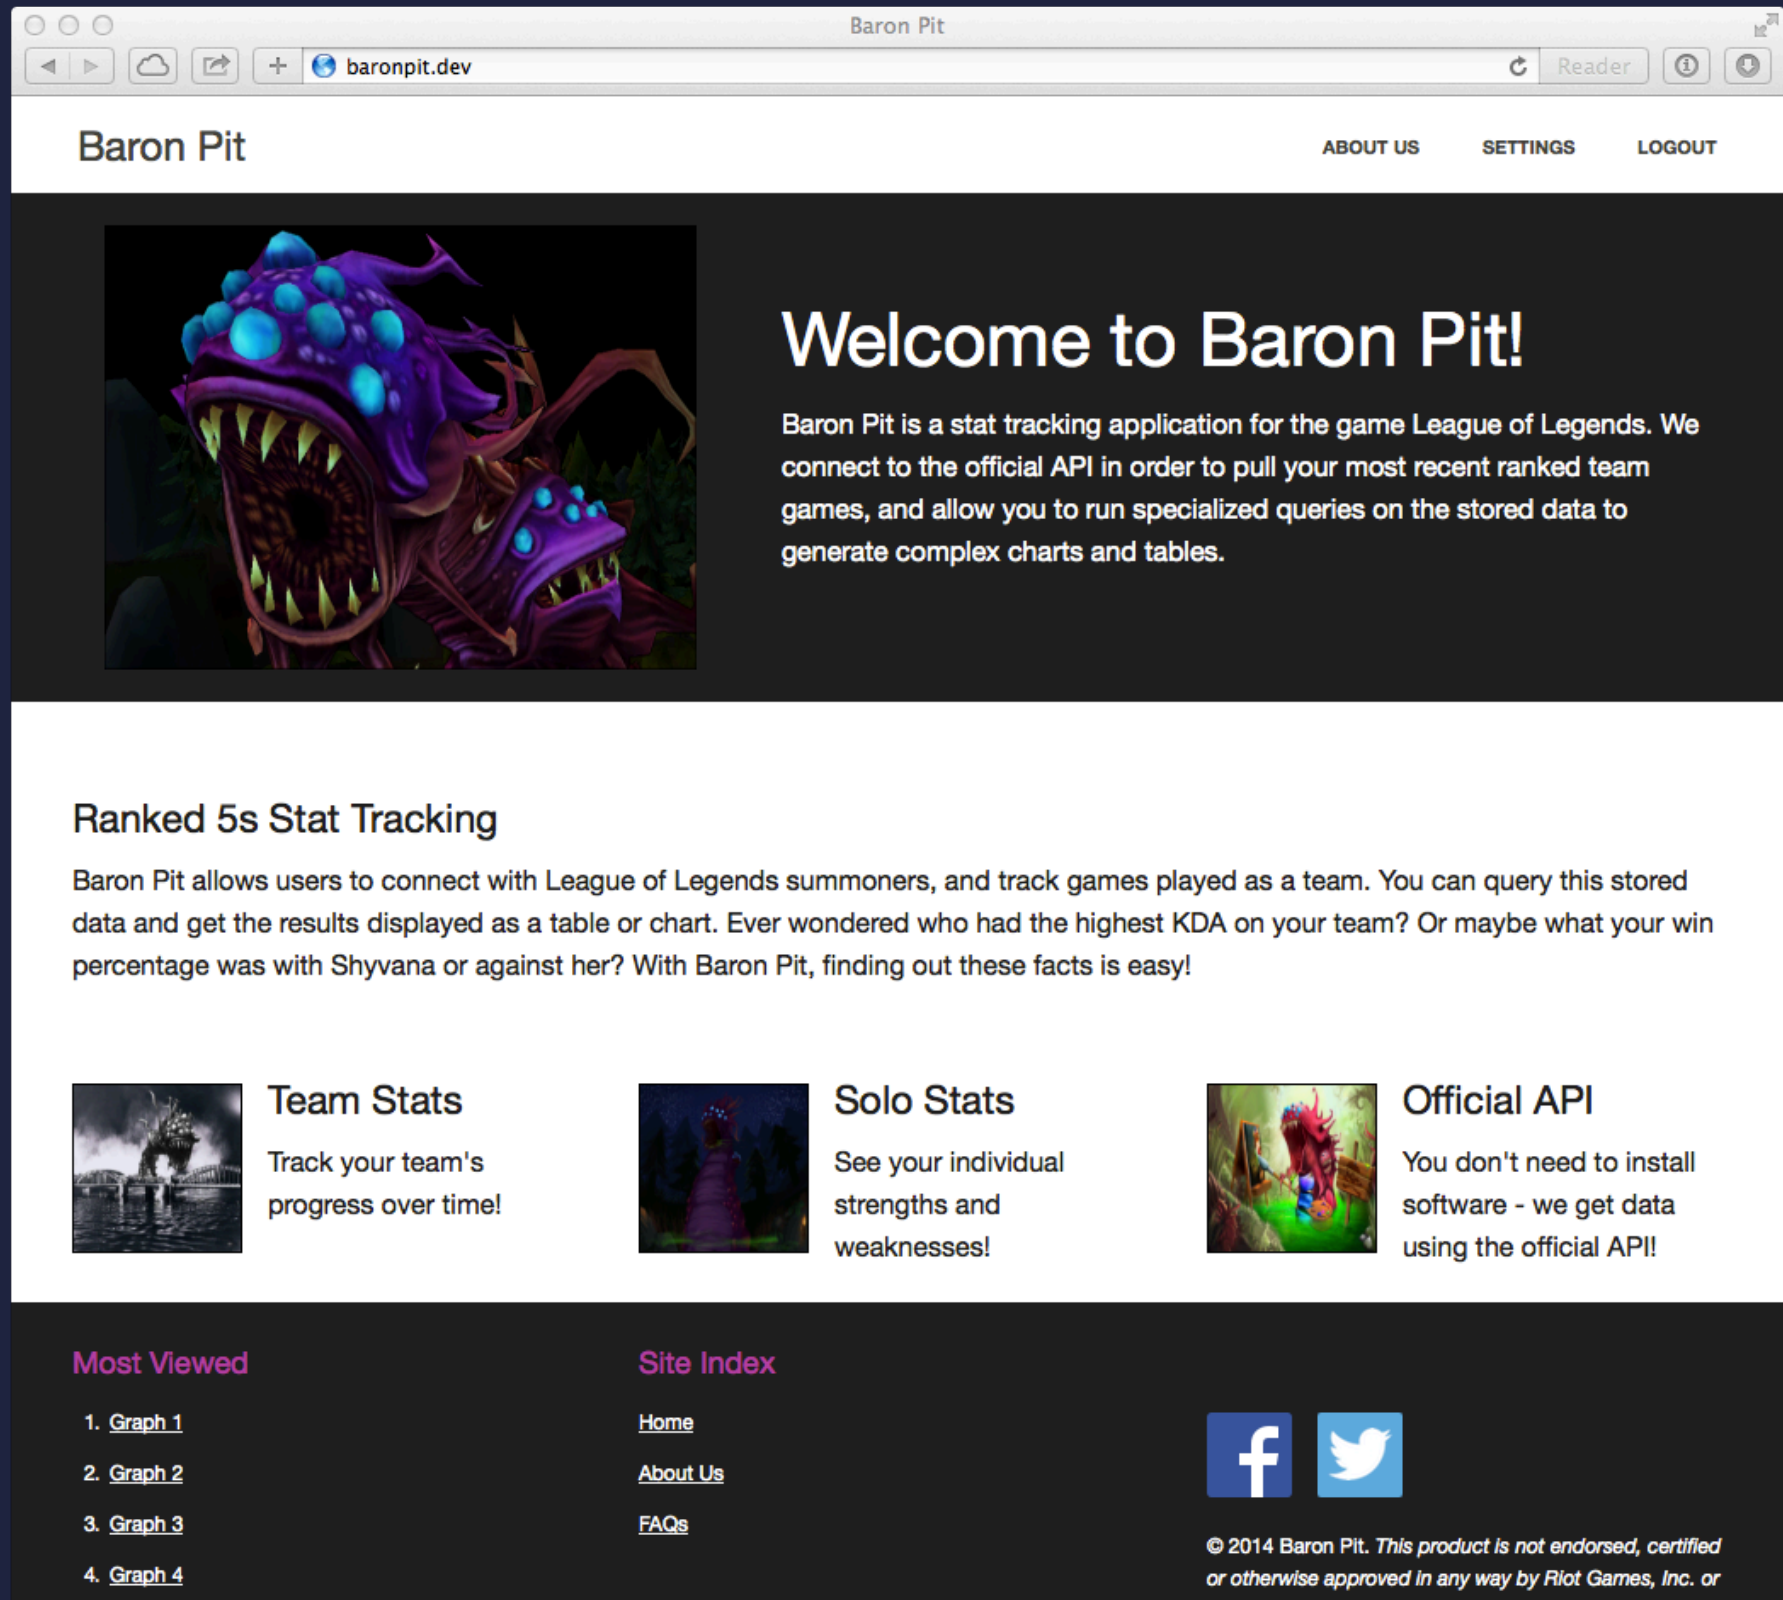 Baron Pit
baronpit.dev
Reader
Baron Pit
ABOUT US
SETTINGS
LOGOUT
Welcome to Baron Pit!
Baron Pit is a stat tracking application for the game League of Legends. We
connect to the official API in order to pull your most recent ranked team
games, and allow you to run specialized queries on the stored data to
generate complex charts and tables.
Ranked 5s Stat Tracking
Baron Pit allows users to connect with League of Legends summoners, and track games played as a team. You can query this stored
data and get the results displayed as a table or chart. Ever wondered who had the highest KDA on your team? Or maybe what your win
percentage was with Shyvana or against her? With Baron Pit, finding out these facts is easy!
Team Stats
Track your team's
progress over time!
Solo Stats
See your individual
strengths and
weaknesses!
Official API
You don't need to install
software - we get data
using the official API!
Most Viewed
1. Graph 1
2. Graph 2
3. Graph 3
4. Graph 4
Site Index
Home
About Us
FAQs
© 2014 Baron Pit. This product is not endorsed, certified
or otherwise approved in any way by Riot Games, Inc. or